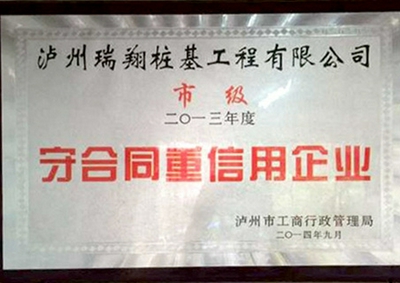 泸州瑞翔桩基工程有限公司
市级
二〇一三年度
守合同重信用企业
泸州市工商行政管理局
二〇一四年九月